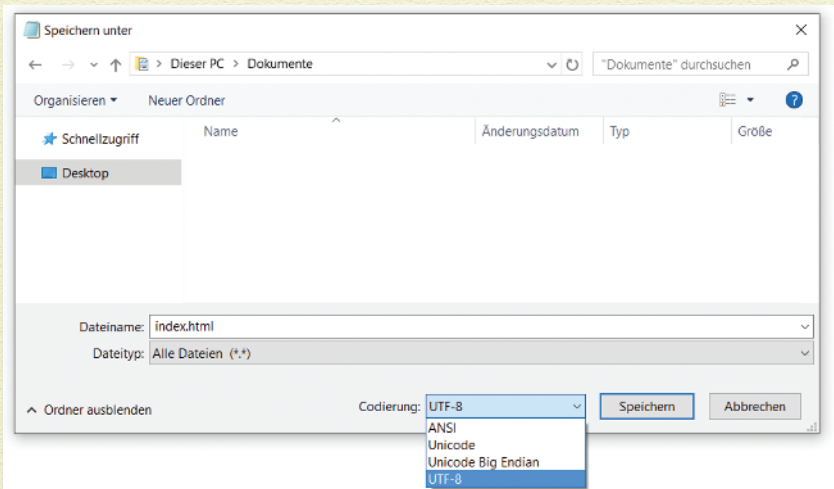 Speichern unter
Dieser PC > Dokumente
"Dokumente" durchsuchen
Organisieren
Neuer Ordner
?
Schnellzugriff
Desktop
Name
Änderungsdatum
Typ
Größe
Dateiname: index.html
Dateityp: Alle Dateien (*.*)
Ordner ausblenden
Codierung: UTF-8
Speichern
Abbrechen
ANSI
Unicode
Unicode Big Endian
UTF-8